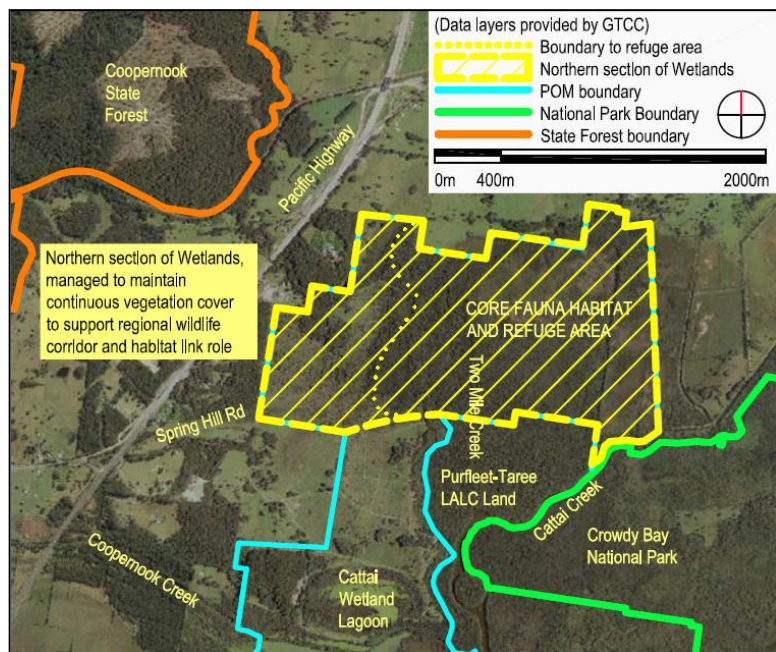 (Data layers provided by GTCC)
Boundary to refuge area
Northern section of Wetlands
POM boundary
National Park Boundary
State Forest boundary
0m 400m 2000m
Coopernook
State
Forest
Pacific Highway
Northern section of Wetlands,
managed to maintain
continuous vegetation cover
to support regional wildlife
corridor and habitat link role
CORE FAUNA HABITAT
AND REFUGE AREA
Two Mile Creek
Spring Hill Rd
Purfleet-Taree
LALC Land
Cattai Creek
Crowdy Bay
National Park
Coopernook Creek
Cattai
Wetland
Lagoon